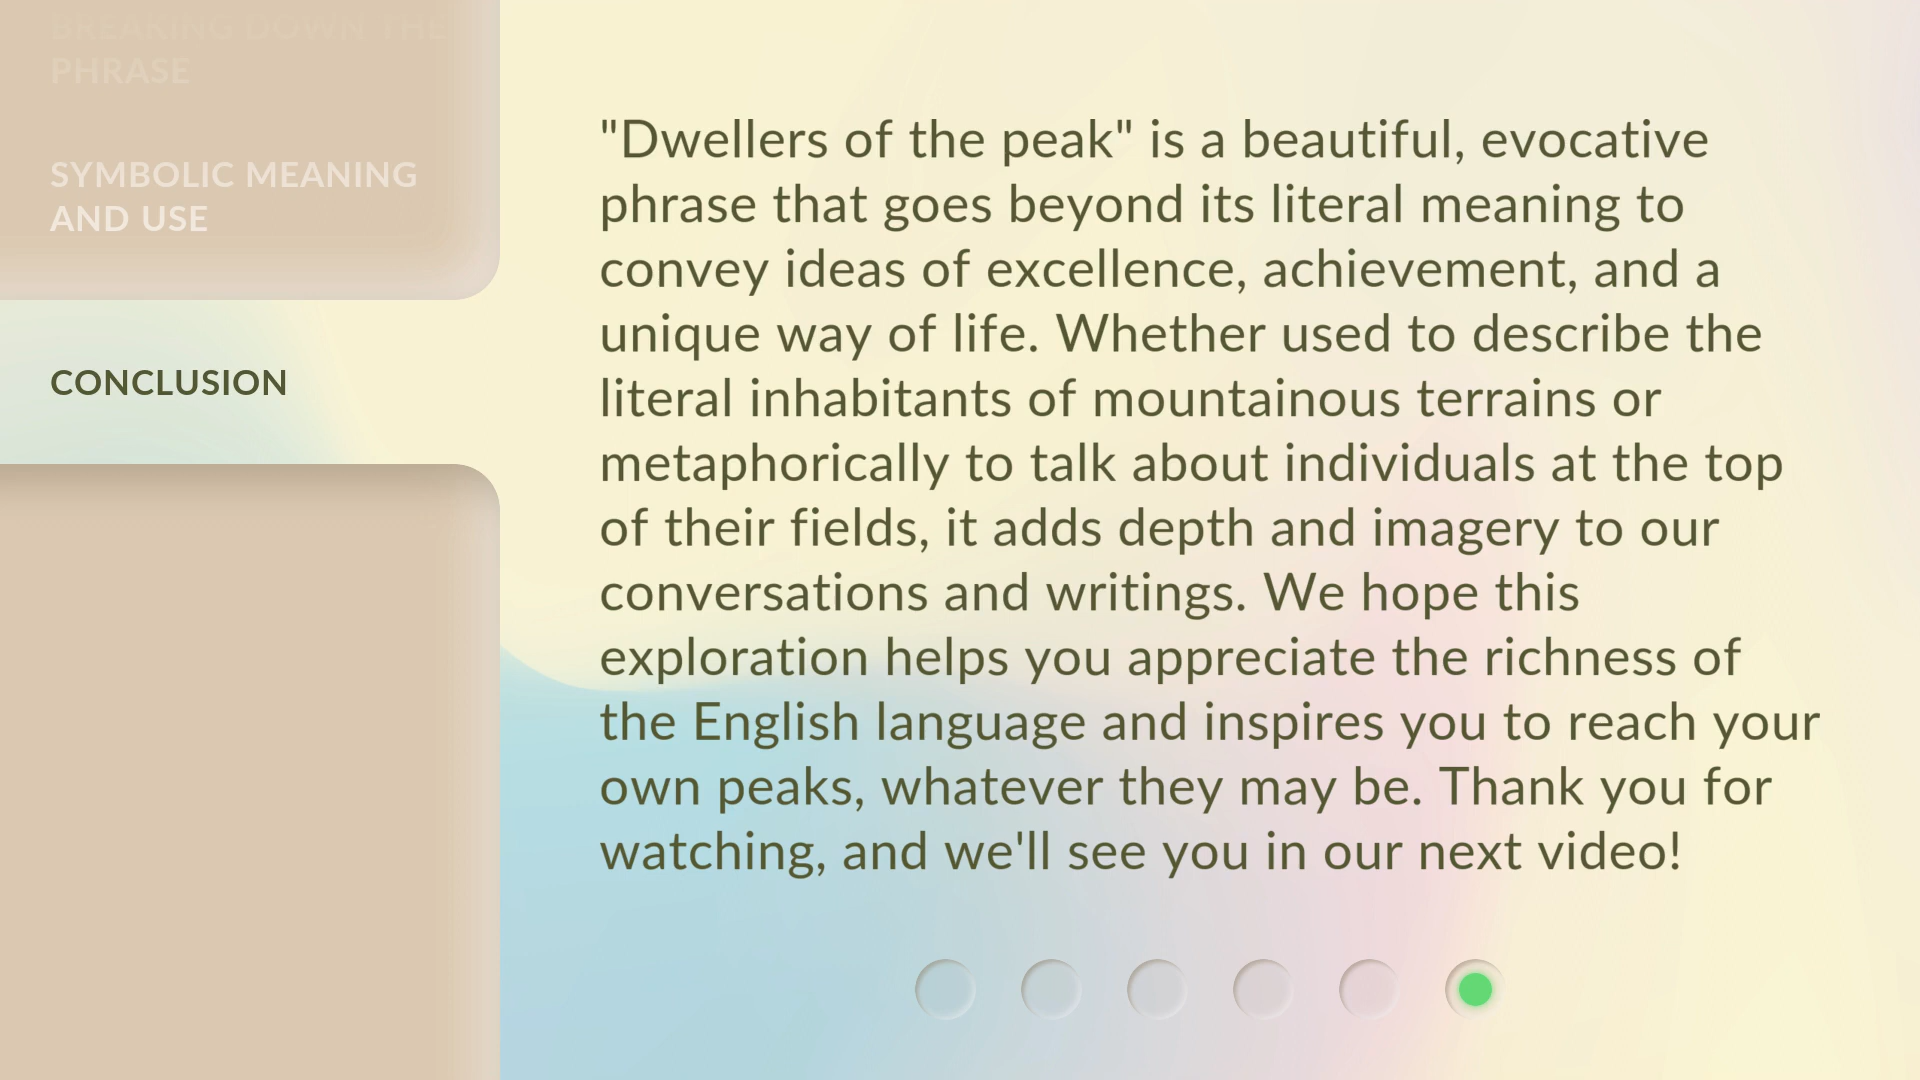 BREAKING DOWN THE
PHRASE
SYMBOLIC MEANING
AND USE
CONCLUSION
"Dwellers of the peak" is a beautiful, evocative
phrase that goes beyond its literal meaning to
convey ideas of excellence, achievement, and a
unique way of life. Whether used to describe the
literal inhabitants of mountainous terrains or
metaphorically to talk about individuals at the top
of their fields, it adds depth and imagery to our
conversations and writings. We hope this
exploration helps you appreciate the richness of
the English language and inspires you to reach your
own peaks, whatever they may be. Thank you for
watching, and we'll see you in our next video!